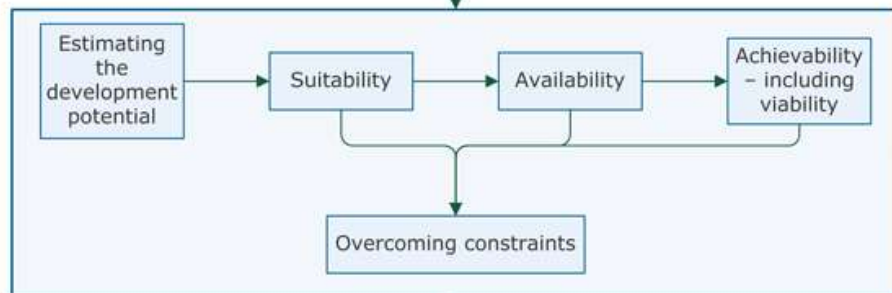 Estimating
the
development
potential
Suitability
Availability
Achievability
– including
viability
Overcoming constraints